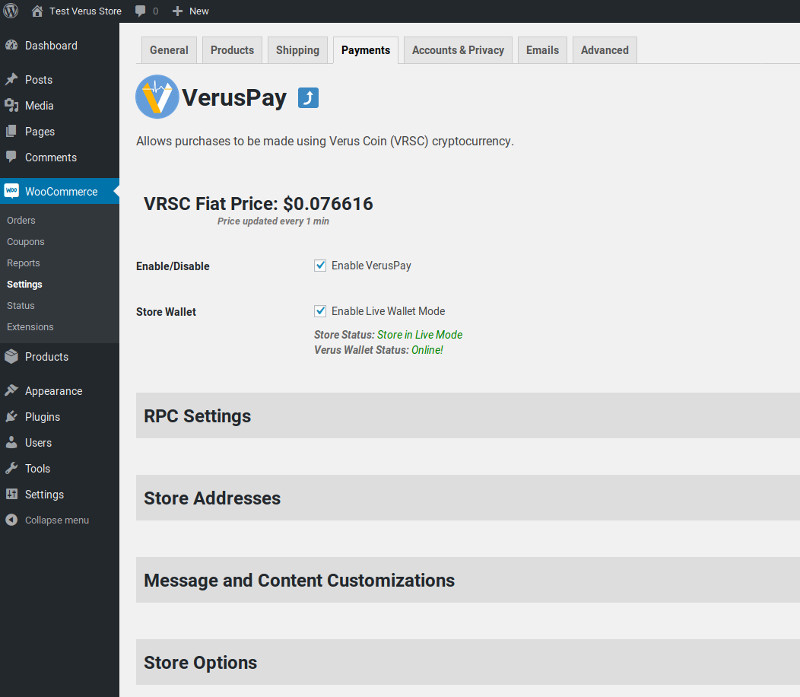 Test Verus Store 0 New
Dashboard
Posts
Media
Pages
Comments
WooCommerce
Orders
Coupons
Reports
Settings
Status
Extensions
Products
Appearance
Plugins
Users
Tools
Settings
Collapse menu
General Products Shipping Payments Accounts & Privacy Emails Advanced
VerusPay
Allows purchases to be made using Verus Coin (VRSC) cryptocurrency.
VRSC Fiat Price: $0.076616
Price updated every 1 min
Enable/Disable Enable VerusPay
Store Wallet Enable Live Wallet Mode
Store Status: Store in Live Mode
Verus Wallet Status: Online!
RPC Settings
Store Addresses
Message and Content Customizations
Store Options